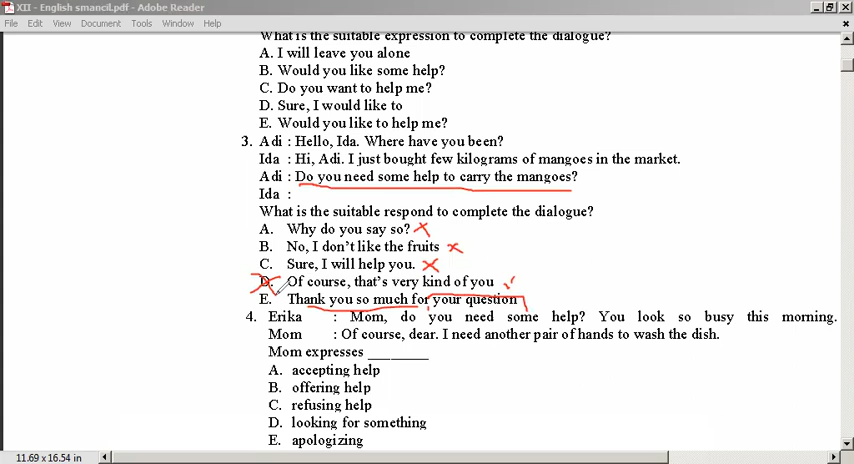 XII - English smancil.pdf - Adobe Reader
File Edit View Document Tools Window Help
What is the suitable expression to complete the dialogue?
A. I will leave you alone
B. Would you like some help?
C. Do you want to help me?
D. Sure, I would like to
E. Would you like to help me?
3. Adi : Hello, Ida. Where have you been?
Ida : Hi, Adi. I just bought few kilograms of mangoes in the market.
Adi : Do you need some help to carry the mangoes?
Ida :
What is the suitable respond to complete the dialogue?
A. Why do you say so?
B. No, I don't like the fruits
C. Sure, I will help you.
D. Of course, that's very kind of you
E. Thank you so much for your question
4. Erika : Mom, do you need some help? You look so busy this morning.
Mom : Of course, dear. I need another pair of hands to wash the dish.
Mom expresses ________
A. accepting help
B. offering help
C. refusing help
D. looking for something
E. apologizing
11.69 x 16.54 in